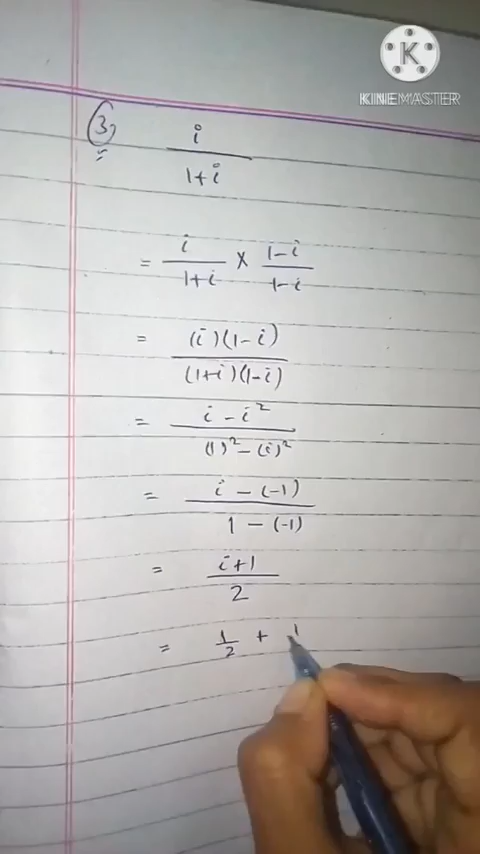 K
KINEMASTER
3)
i
1+i
= i/1+i × 1-i/1-i
= (i)(1-i)/(1+i)(1-i)
= i - i²/(1)² - (i)²
= i - (-1)/1 - (-1)
= i+1/2
= 1/2 + 1